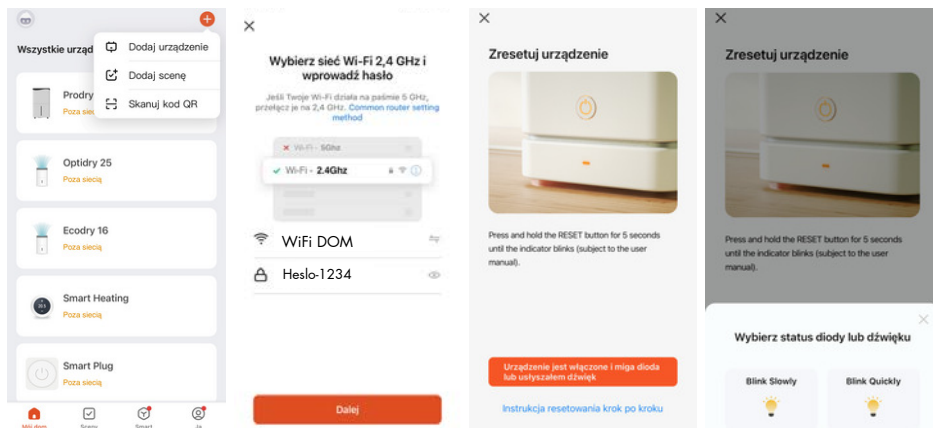 Wszystkie urząd
Dodaj urządzenie
Dodaj scenę
Skanuj kod QR
Prodry
Poza siec
Optidry 25
Poza siecią
Ecodry 16
Poza siecią
Smart Heating
Poza siecią
Smart Plug
Poza siecią
Mój dom
Sceny
Smart
Ja
Wybierz sieć Wi-Fi 2,4 GHz i
wprowadź hasło
Jeśli Twoje Wi-Fi działa na paśmie 5 GHz,
przełącz je na 2,4 GHz. Common router setting
method
Wi-Fi - 5Ghz
Wi-Fi - 2.4Ghz
WiFi DOM
Heslo-1234
Dalej
Zresetuj urządzenie
Press and hold the RESET button for 5 seconds
until the indicator blinks (subject to the user
manual).
Urządzenie jest włączone i miga dioda
lub usłyszałem dźwięk
Instrukcja resetowania krok po kroku
Zresetuj urządzenie
Press and hold the RESET button for 5 seconds
until the indicator blinks (subject to the user
manual).
Wybierz status diody lub dźwięku
Blink Slowly
Blink Quickly